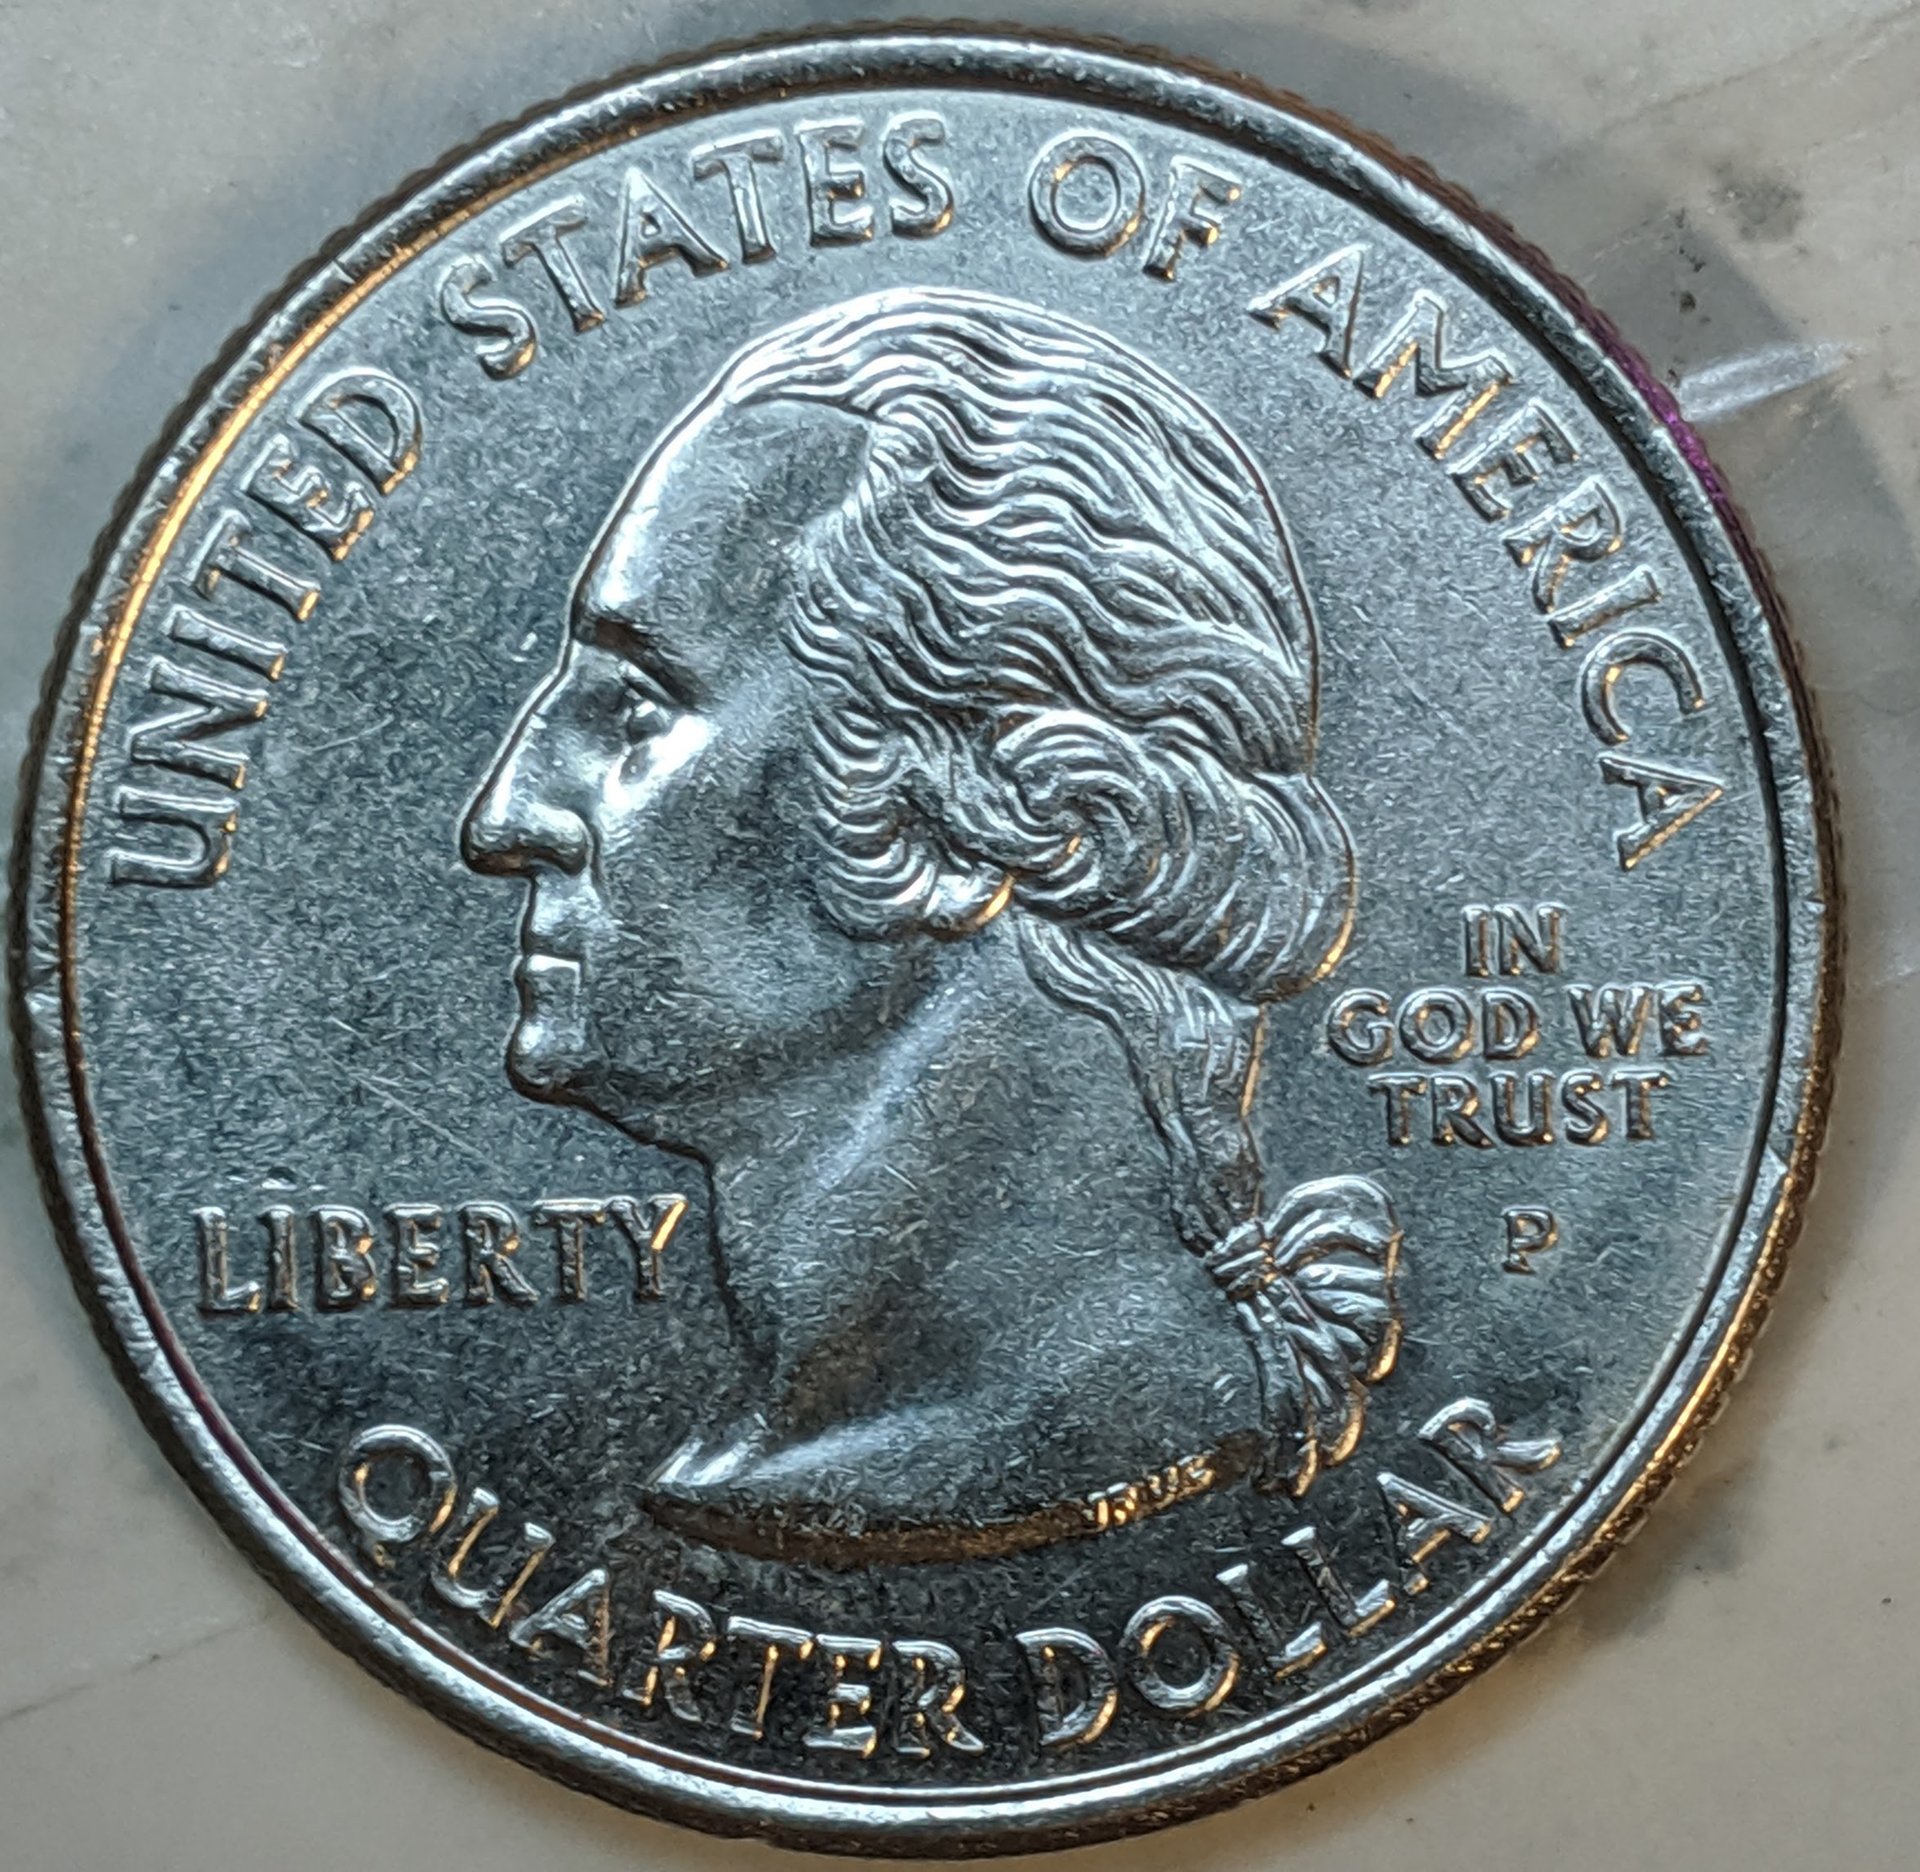 UNITED STATES OF AMERICA
LIBERTY
IN
GOD WE
TRUST
P
QUARTER DOLLAR